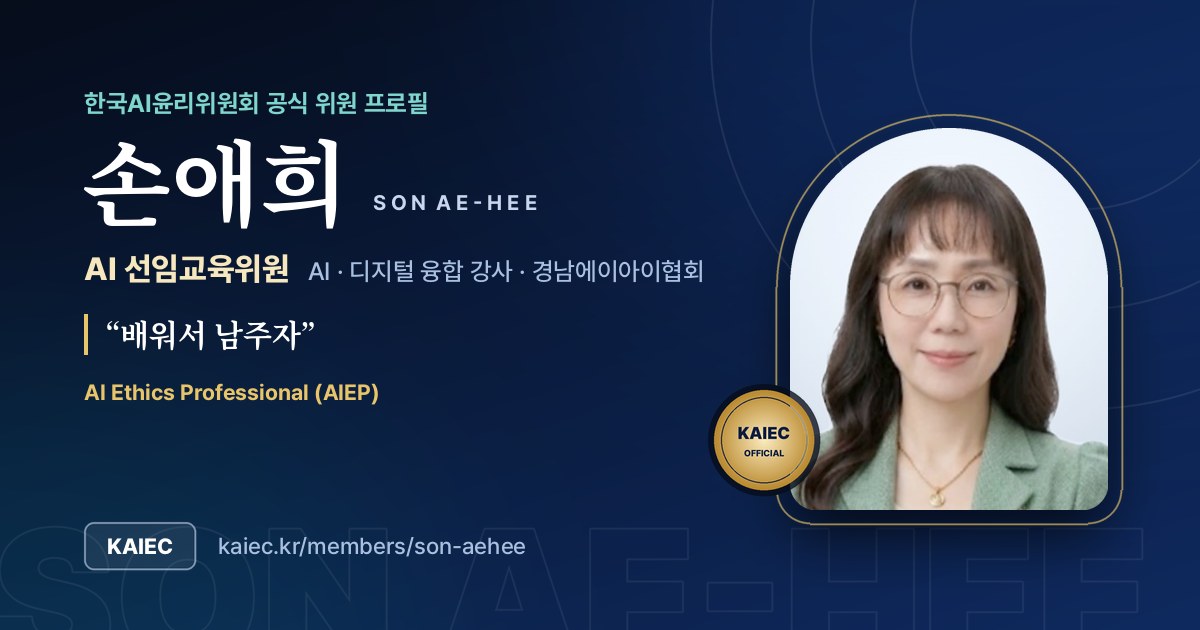 한국AI윤리위원회 공식 위원 프로필
손애희 SON AE-HEE
AI 선임교육위원 AI · 디지털 융합 강사 · 경남에이아이협회
“배워서 남주자”
AI Ethics Professional (AIEP)
KAIEC
OFFICIAL
KAIEC kaiec.kr/members/son-aehee
SON AE-HEE